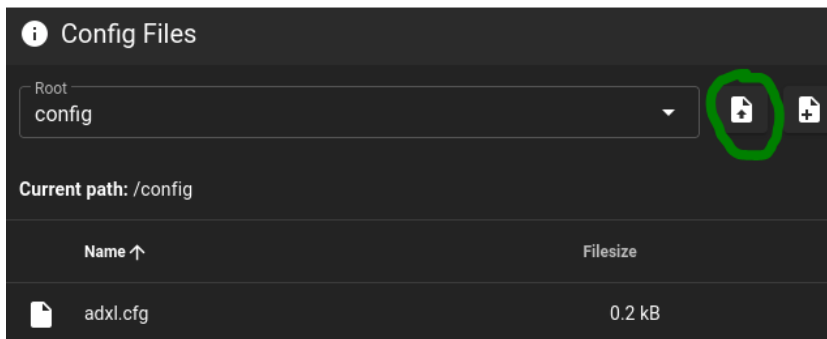 Config Files
Root
config
Current path: /config
Name Filesize
adxl.cfg 0.2 kB